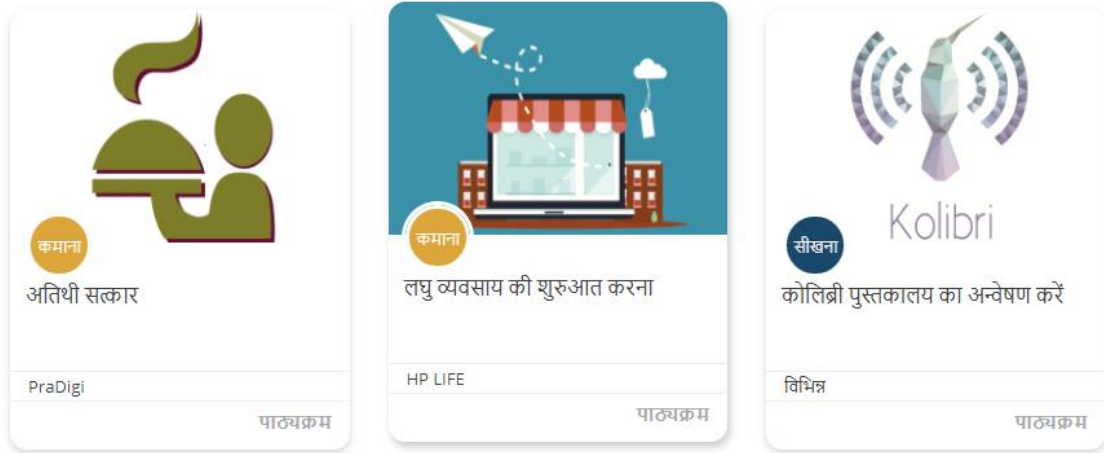 कमाना
अतिथी सत्कार
PraDigi
पाठ्यक्रम
कमाना
लघु व्यवसाय की शुरुआत करना
HP LIFE
पाठ्यक्रम
Kolibri
सीखना
कोलिब्री पुस्तकालय का अन्वेषण करें
विभिन्न
पाठ्यक्रम